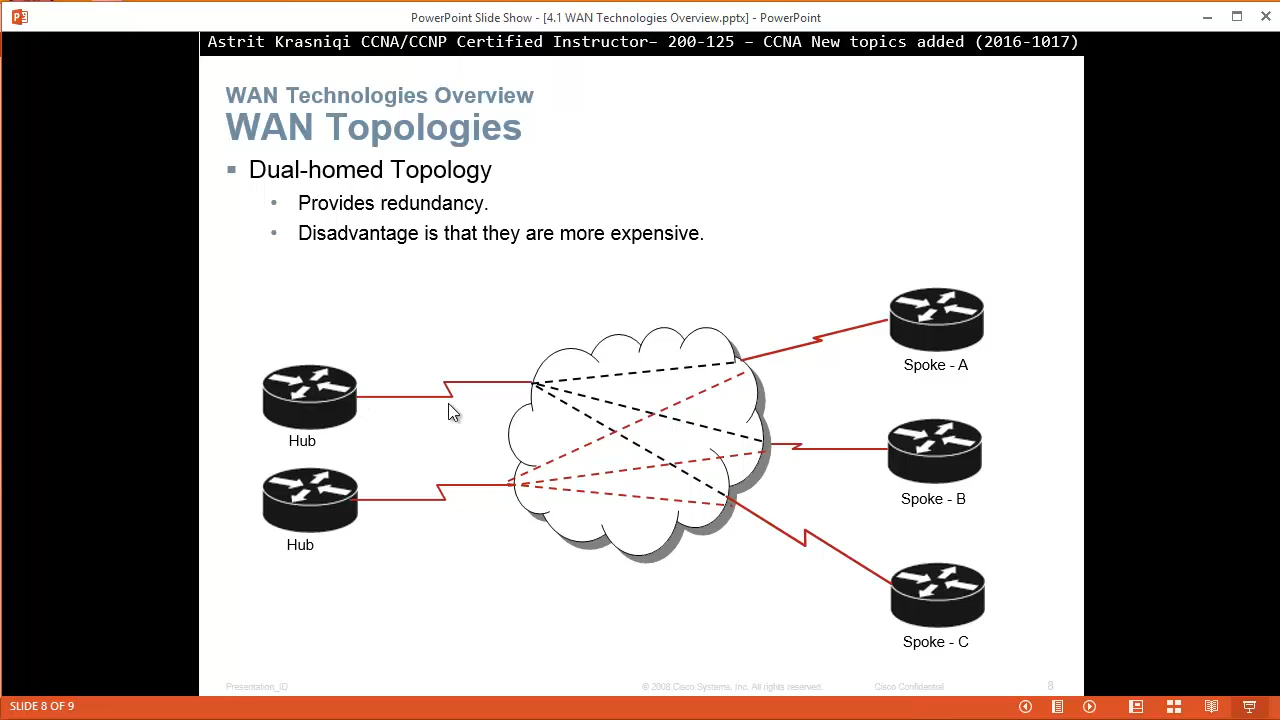 PowerPoint Slide Show - [4.1 WAN Technologies Overview.pptx] - PowerPoint
Astrit Krasniqi CCNA/CCNP Certified Instructor– 200-125 – CCNA New topics added (2016-1017)
WAN Technologies Overview
WAN Topologies
Dual-homed Topology
Provides redundancy.
Disadvantage is that they are more expensive.
Spoke - A
Hub
Spoke - B
Hub
Spoke - C
Presentation_ID
© 2008 Cisco Systems, Inc. All rights reserved.
Cisco Confidential
8
SLIDE 8 OF 9